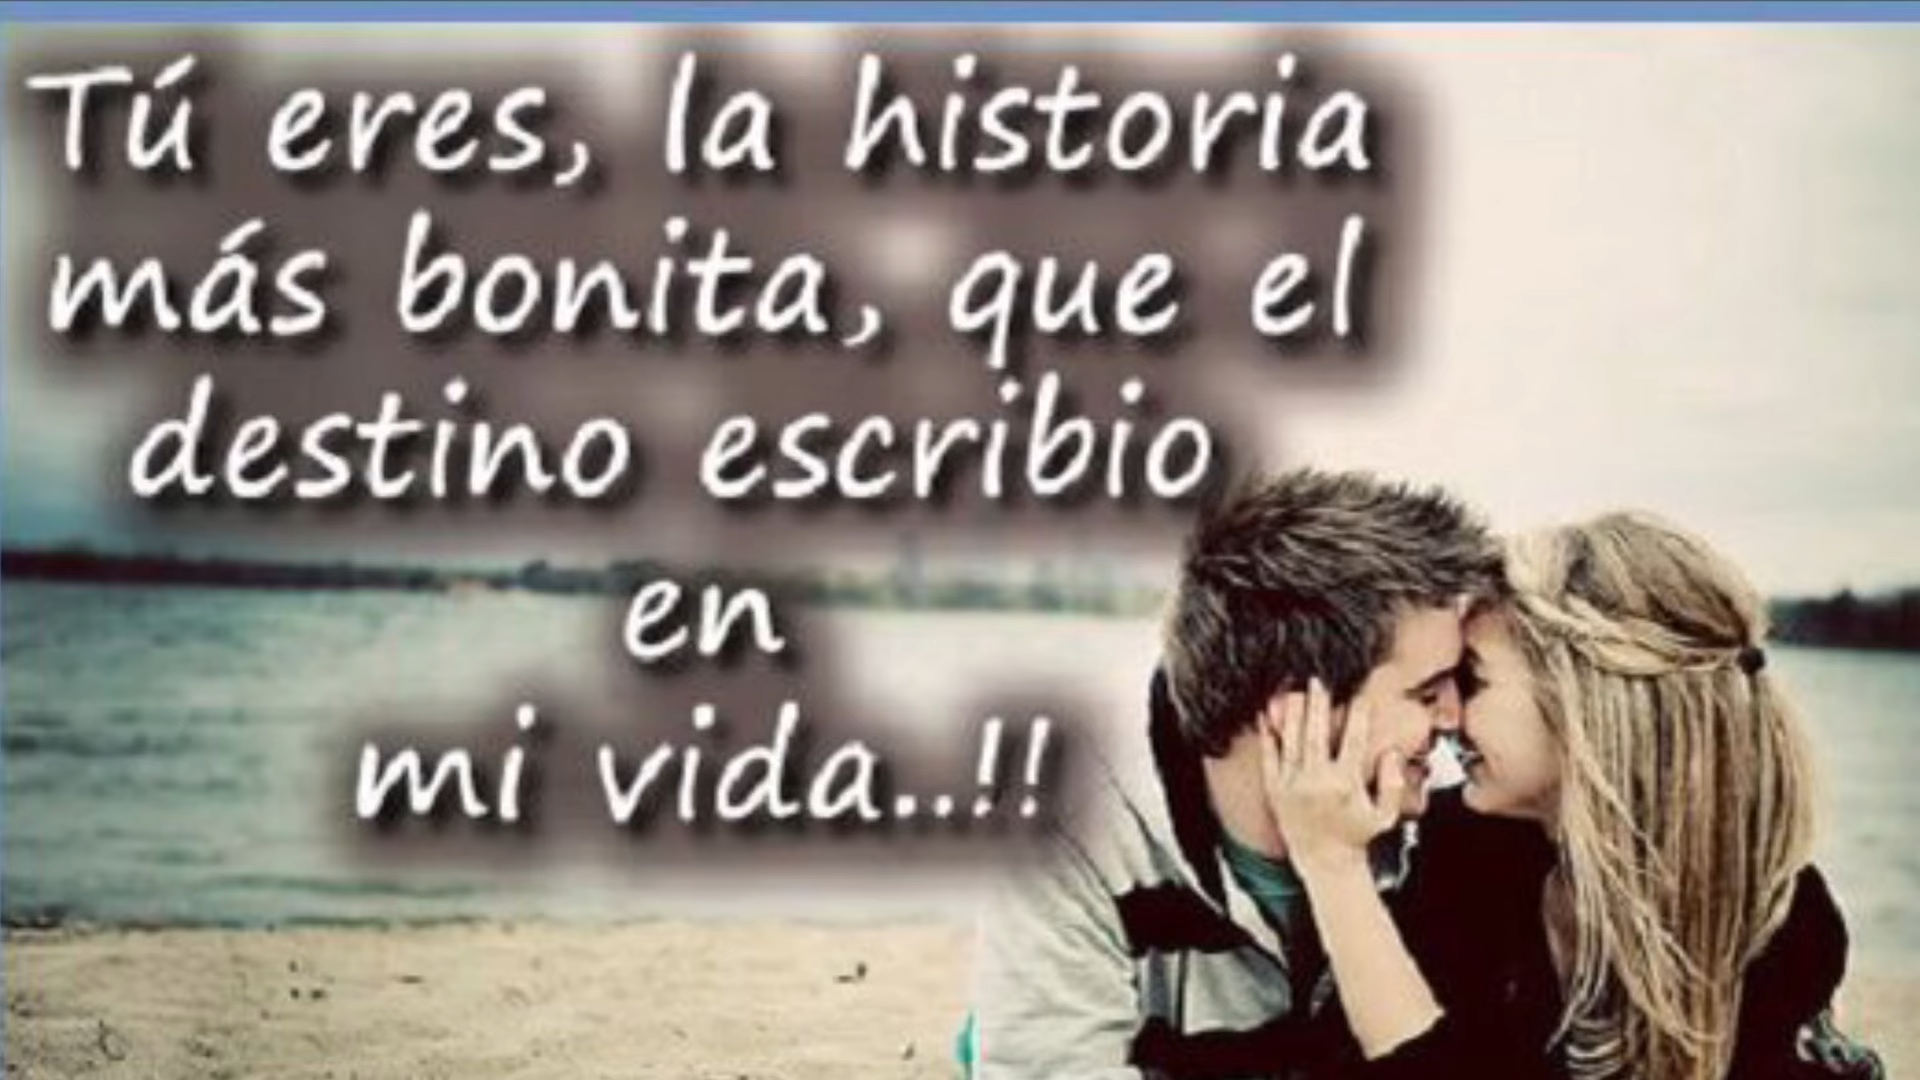 Tú eres, la historia
más bonita, que el
destino escribio
en
mi vida..!!